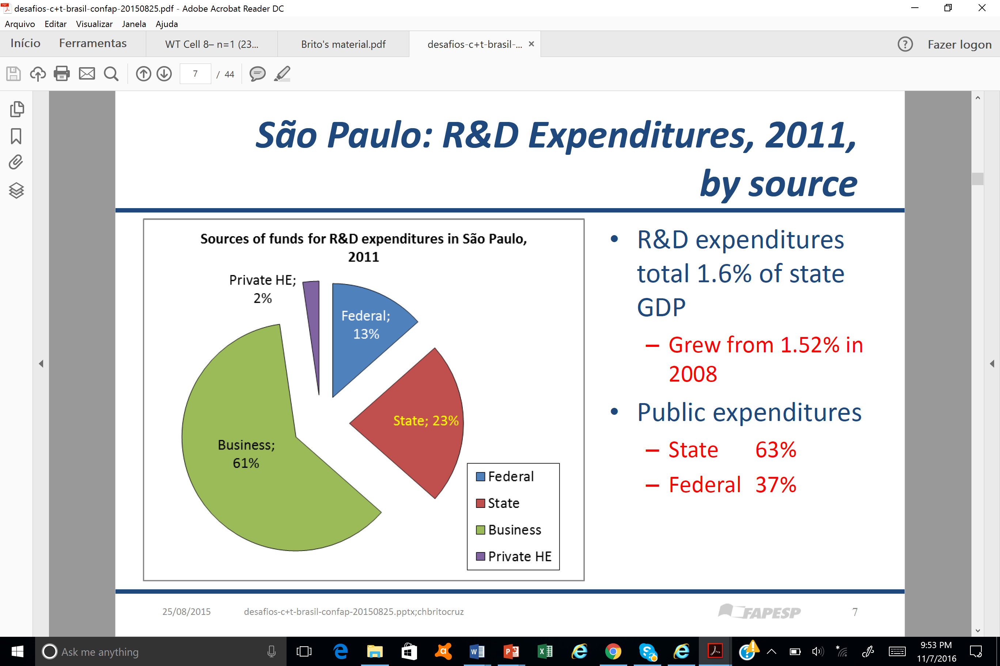 desafios-c+t-brasil-confap-20150825.pdf - Adobe Acrobat Reader DC
Arquivo Editar Visualizar Janela Ajuda
Início Ferramentas WT Cell 8– n=1 (23... Brito's material.pdf desafios-c+t-brasil-... Fazer logon
7 / 44
São Paulo: R&D Expenditures, 2011,
by source
Sources of funds for R&D expenditures in São Paulo,
2011
Private HE;
2%
Federal;
13%
State; 23%
Business;
61%
Federal
State
Business
Private HE
• R&D expenditures
total 1.6% of state
GDP
– Grew from 1.52% in
2008
• Public expenditures
– State 63%
– Federal 37%
25/08/2015 desafios-c+t-brasil-confap-20150825.pptx;chbritocruz FAPESP 7
Ask me anything
9:53 PM
11/7/2016